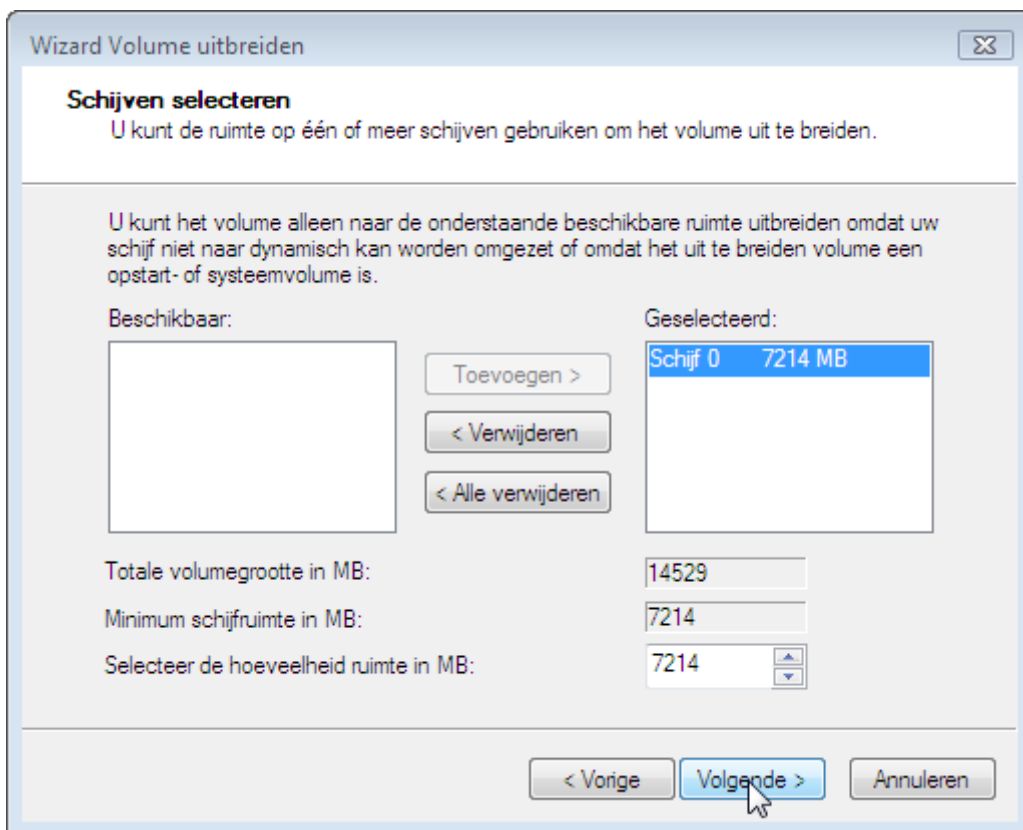 Wizard Volume uitbreiden
Schijven selecteren
U kunt de ruimte op één of meer schijven gebruiken om het volume uit te breiden.
U kunt het volume alleen naar de onderstaande beschikbare ruimte uitbreiden omdat uw
schijf niet naar dynamisch kan worden omgezet of omdat het uit te breiden volume een
opstart- of systeemvolume is.
Beschikbaar:
Geselecteerd:
Schijf 0 7214 MB
Toevoegen >
< Verwijderen
< Alle verwijderen
Totale volumegrootte in MB: 14529
Minimum schijfruimte in MB: 7214
Selecteer de hoeveelheid ruimte in MB: 7214
< Vorige Volgende > Annuleren